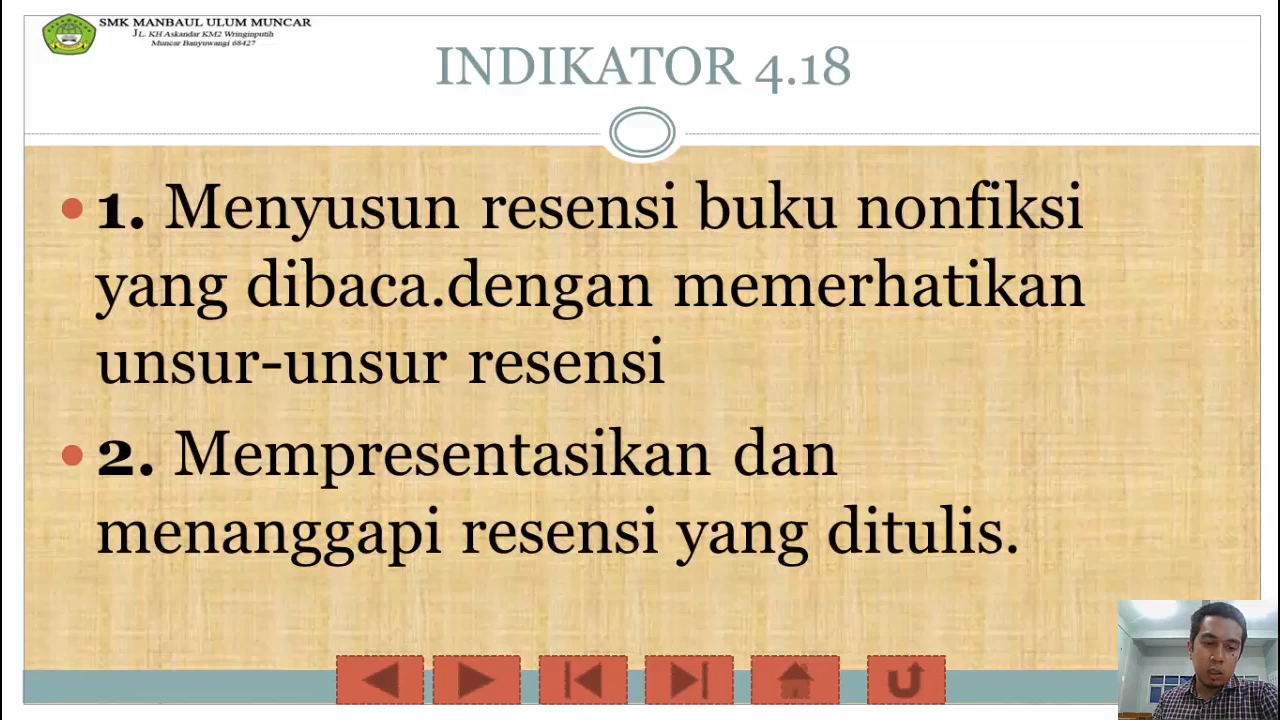 SMK MANBAUL ULUM MUNCAR
JL. KH Askandar KM2 Wringinputih
Muncar Banyuwangi 68427
INDIKATOR 4.18
• 1. Menyusun resensi buku nonfiksi
yang dibaca.dengan memerhatikan
unsur-unsur resensi
• 2. Mempresentasikan dan
menanggapi resensi yang ditulis.